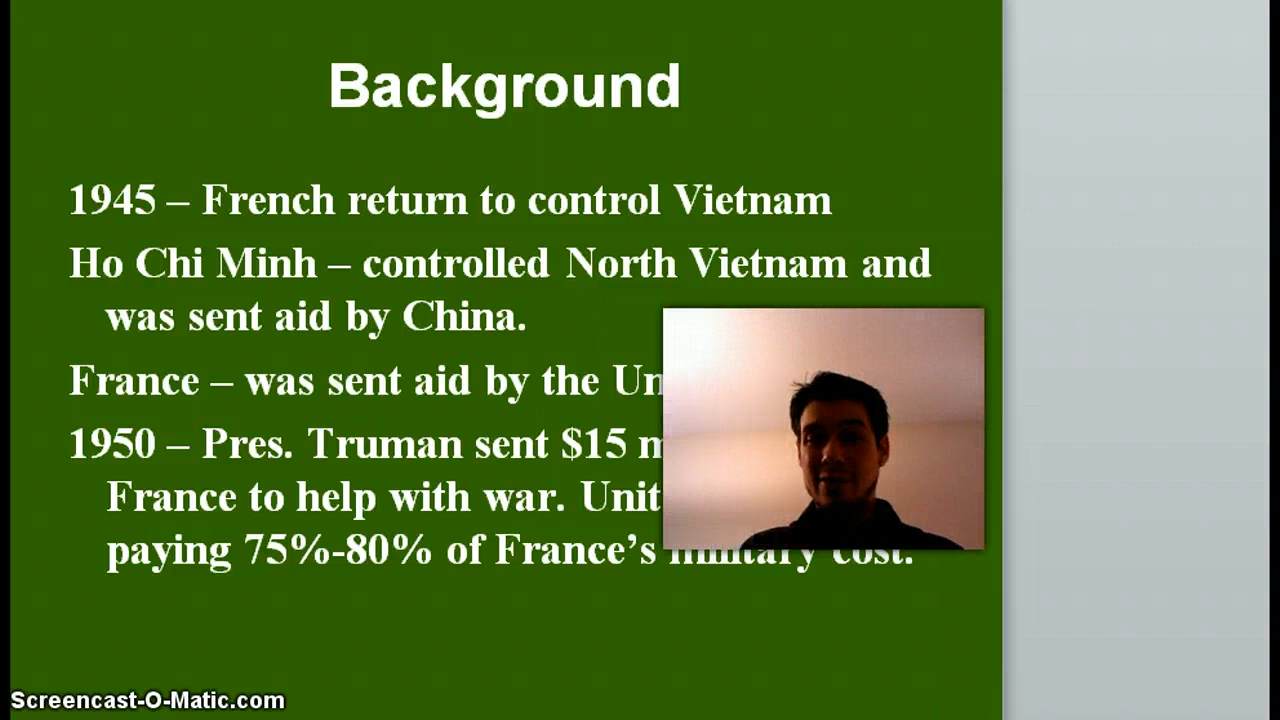 Background
1945 – French return to control Vietnam
Ho Chi Minh – controlled North Vietnam and
was sent aid by China.
France – was sent aid by the
1950 – Pres. Truman sent $15
France to help with war.
paying 75%-80% of France’s military cost.
Screencast-O-Matic.com